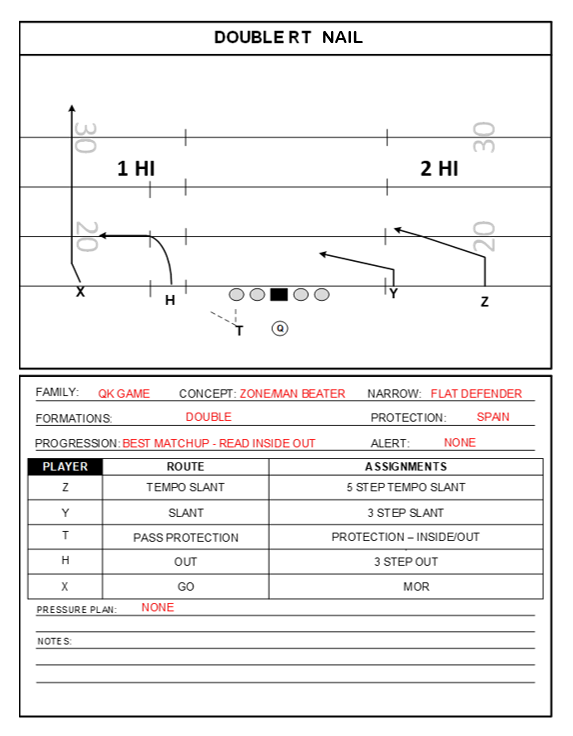 DOUBLE RT NAIL
30 30
1 HI 2 HI
20 20
X H Y Z
T Q
FAMILY: QK GAME CONCEPT: ZONE/MAN BEATER NARROW: FLAT DEFENDER
FORMATIONS: DOUBLE PROTECTION: SPAIN
PROGRESSION: BEST MATCHUP - READ INSIDE OUT ALERT: NONE
PLAYER ROUTE ASSIGNMENTS
Z TEMPO SLANT 5 STEP TEMPO SLANT
Y SLANT 3 STEP SLANT
T PASS PROTECTION PROTECTION – INSIDE/OUT
H OUT 3 STEP OUT
X GO MOR
PRESSURE PLAN: NONE
NOTES: